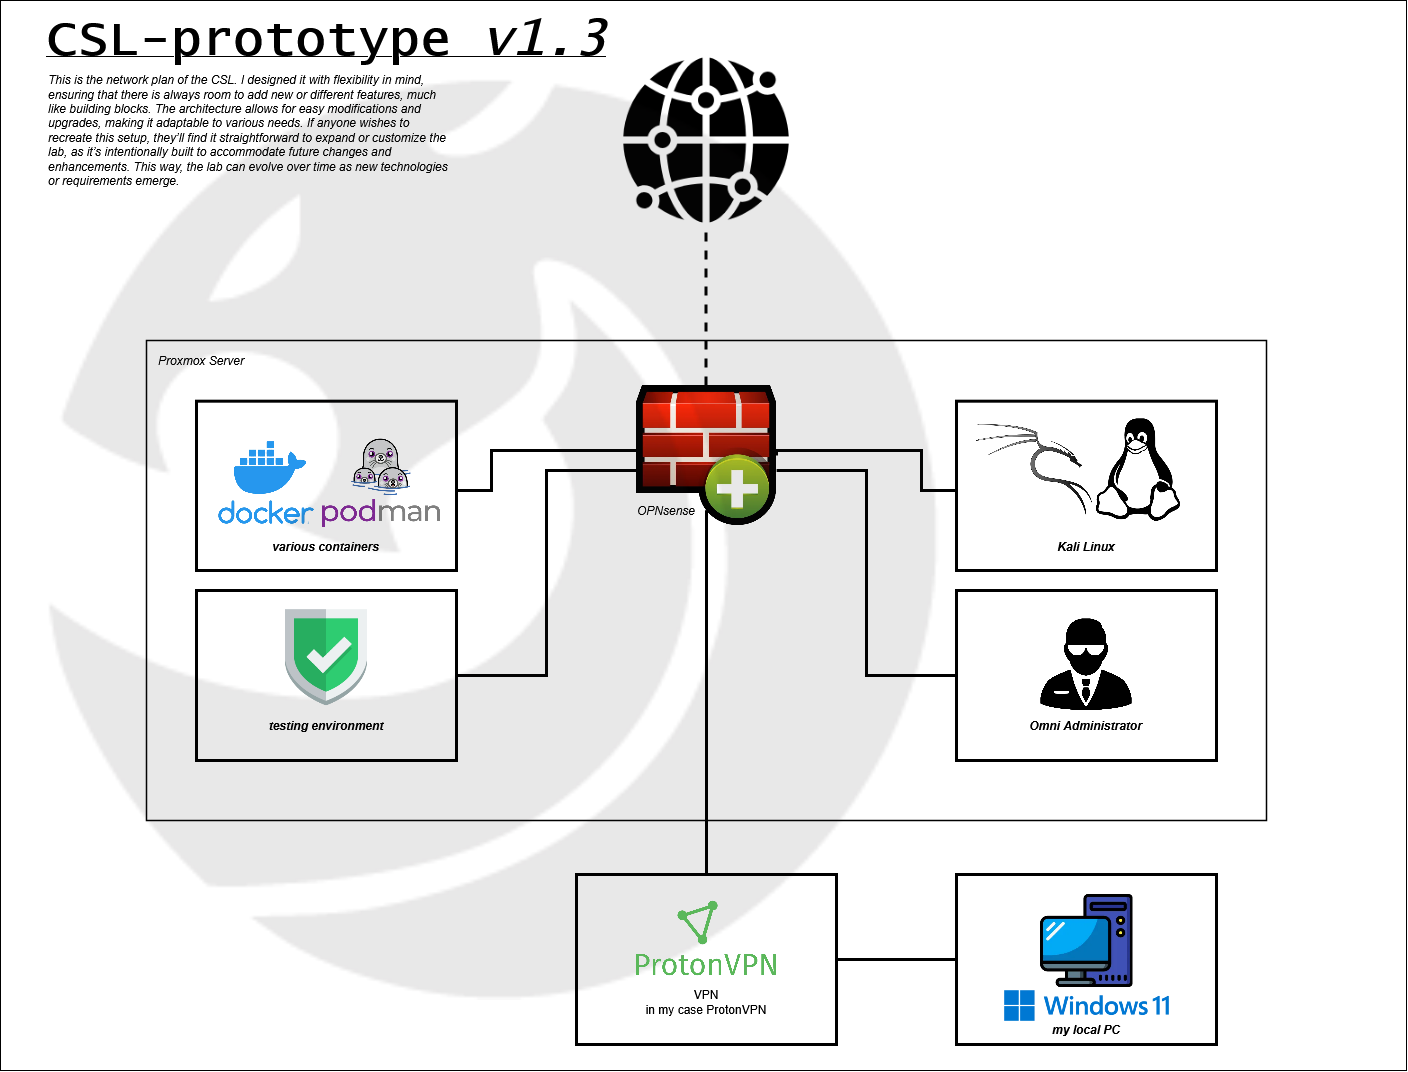 CSL-prototype v1.3
This is the network plan of the CSL. I designed it with flexibility in mind,
ensuring that there is always room to add new or different features, much
like building blocks. The architecture allows for easy modifications and
upgrades, making it adaptable to various needs. If anyone wishes to
recreate this setup, they'll find it straightforward to expand or customize the
lab, as it's intentionally built to accommodate future changes and
enhancements. This way, the lab can evolve over time as new technologies
or requirements emerge.
Proxmox Server
docker
podman
various containers
OPNsense
Kali Linux
testing environment
Omni Administrator
ProtonVPN
VPN
in my case ProtonVPN
Windows 11
my local PC